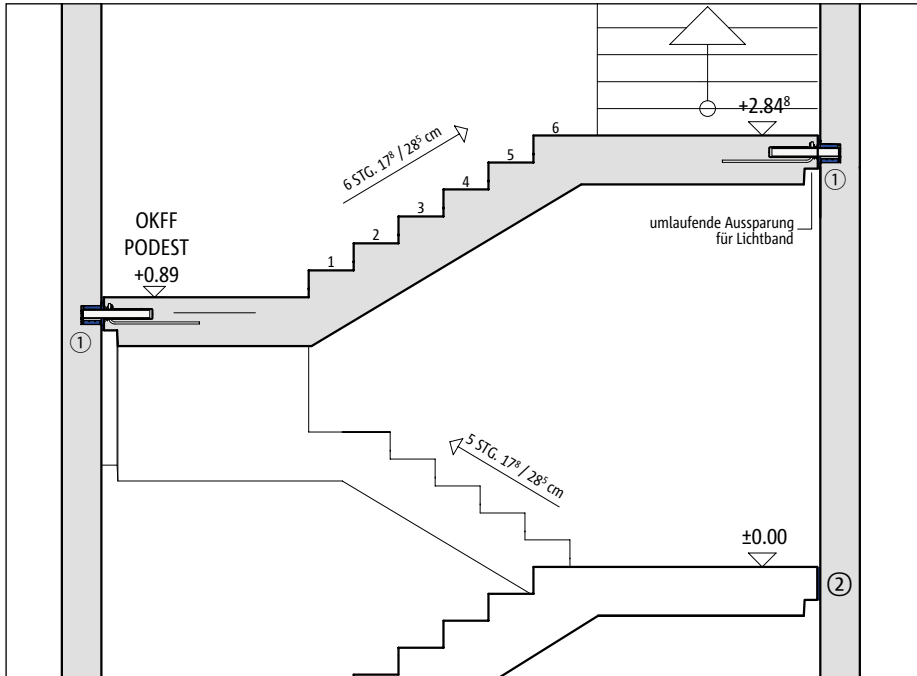 +2.84⁸
6 STG. 17⁸ / 28⁵ cm
6
5
4
3
2
1
①
umlaufende Aussparung
für Lichtband
OKFF
PODEST
+0.89
①
5 STG. 17⁸ / 28⁵ cm
±0.00
②